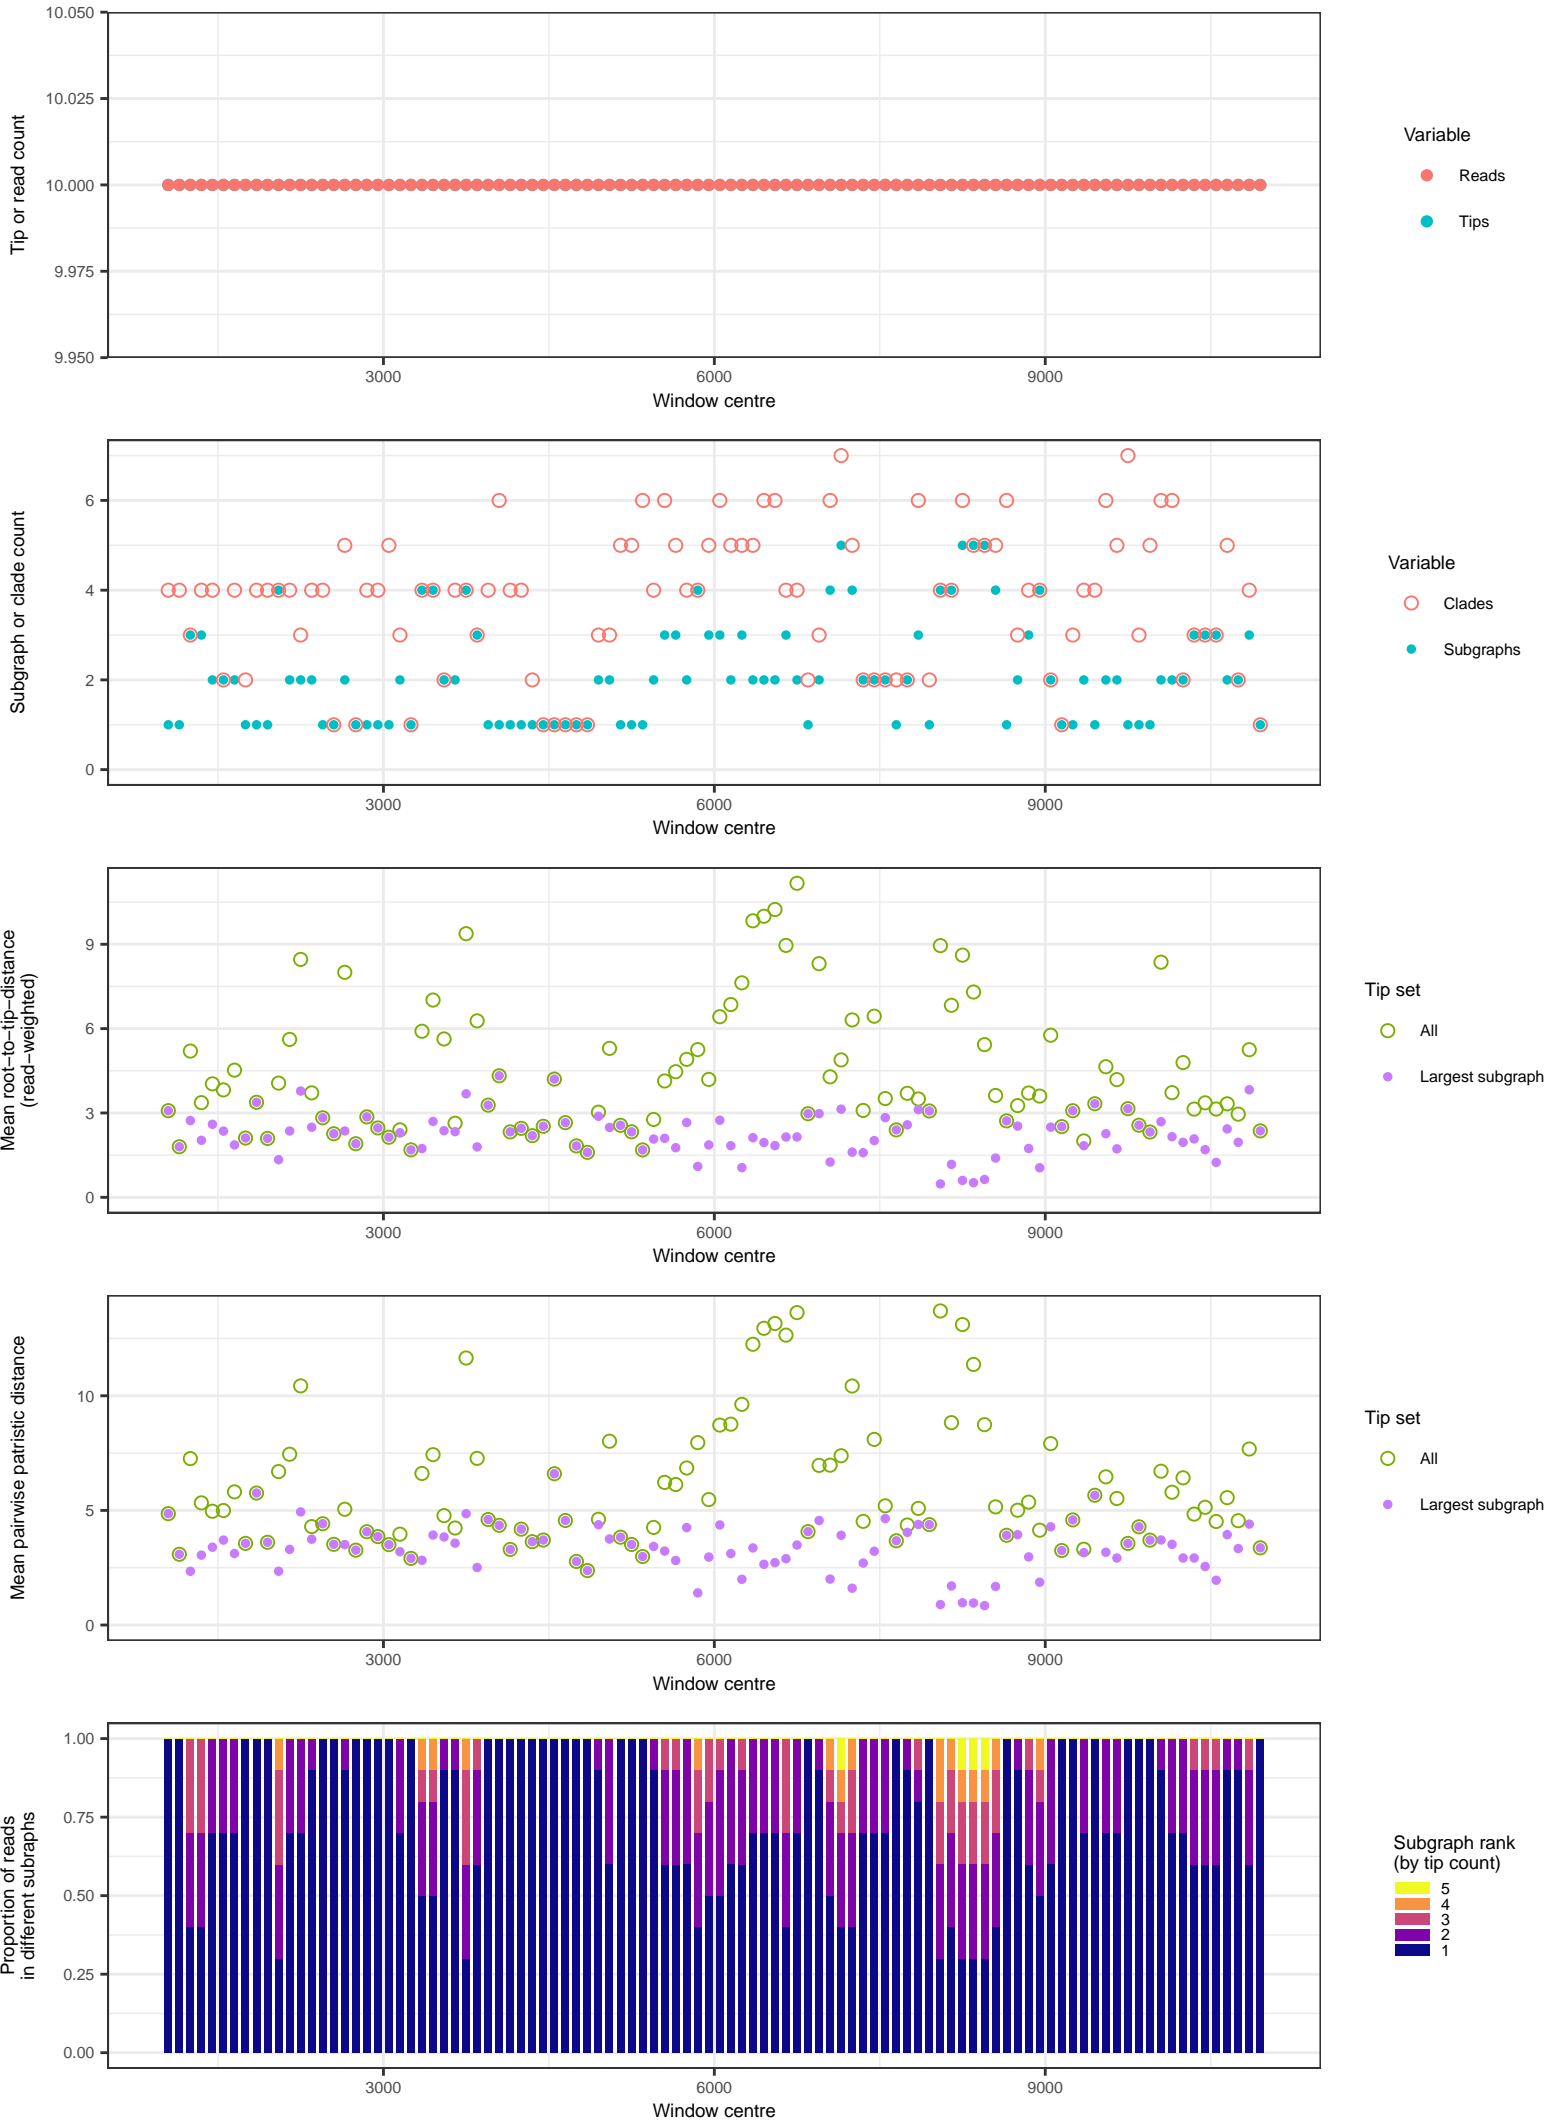 10.050
10.025
10.000
9.975
9.950
Tip or read count
3000
6000
9000
Window centre
Variable
Reads
Tips
6
4
2
0
Subgraph or clade count
3000
6000
9000
Window centre
Variable
Clades
Subgraphs
9
6
3
0
Mean root−to−tip−distance
(read−weighted)
3000
6000
9000
Window centre
Tip set
All
Largest subgraph
10
5
0
Mean pairwise patristic distance
3000
6000
9000
Window centre
Tip set
All
Largest subgraph
1.00
0.75
0.50
0.25
0.00
Proportion of reads
in different subraphs
3000
6000
9000
Window centre
Subgraph rank
(by tip count)
5
4
3
2
1